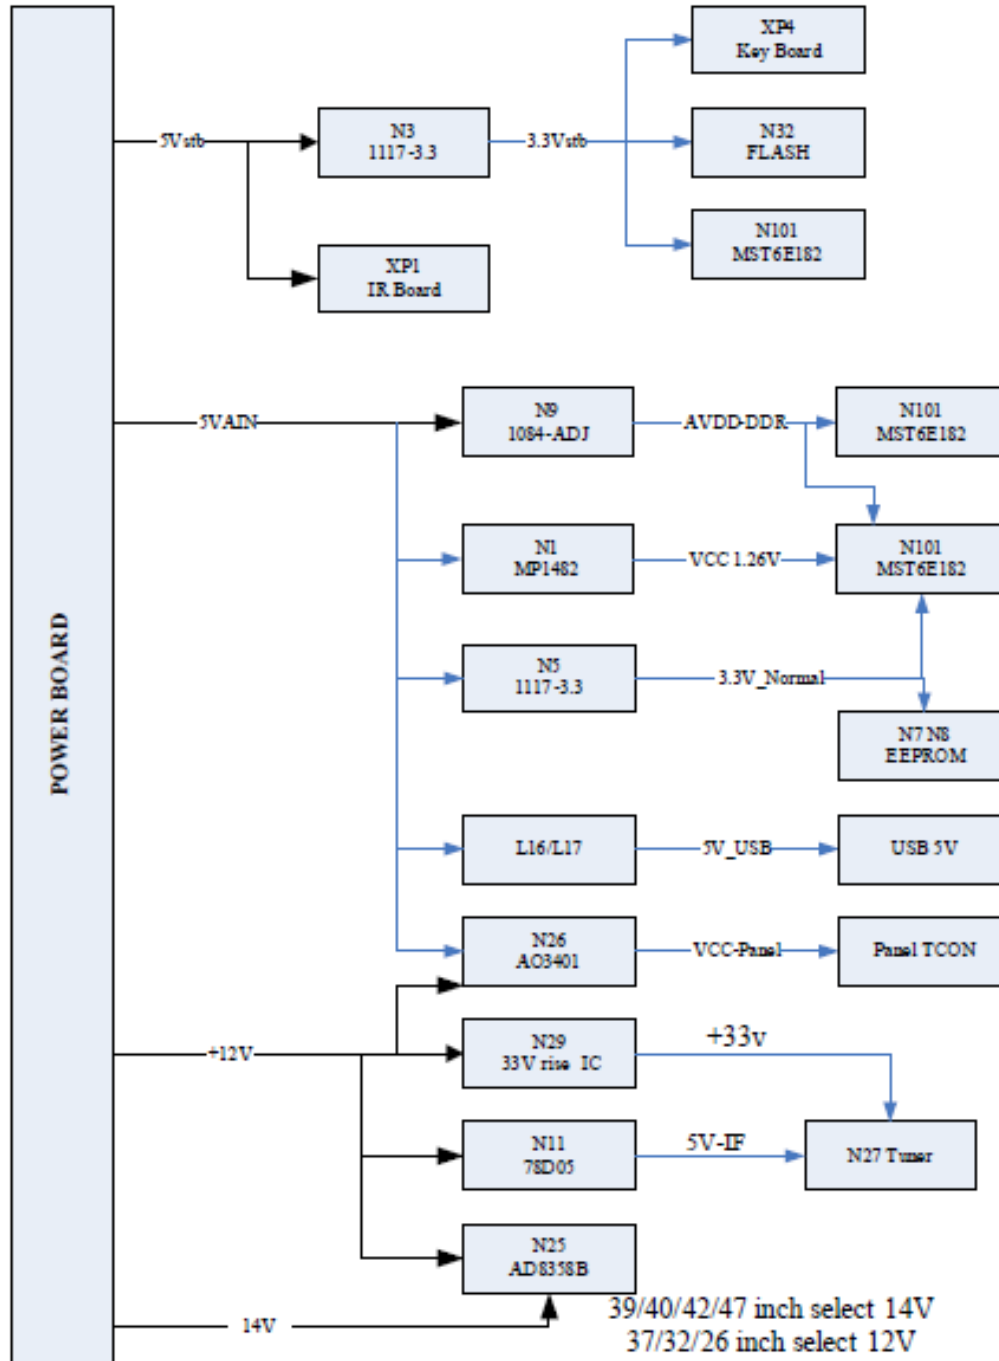 XP4
Key Board
5Vstb
N3
1117-3.3
3.3Vstb
N32
FLASH
N101
MST6E182
XP1
IR Board
5VAIN
N9
1084-ADJ
AVDD-DDR
N101
MST6E182
N1
MP1482
VCC 1.26V
N101
MST6E182
POWER BOARD
N5
1117-3.3
3.3V_Normal
N7 N8
EEPROM
L16/L17
5V_USB
USB 5V
N26
AO3401
VCC-Panel
Panel TCON
+12V
N29
33V rise IC
+33v
N11
78D05
5V-IF
N27 Tuner
N25
AD8358B
14V
39/40/42/47 inch select 14V
37/32/26 inch select 12V